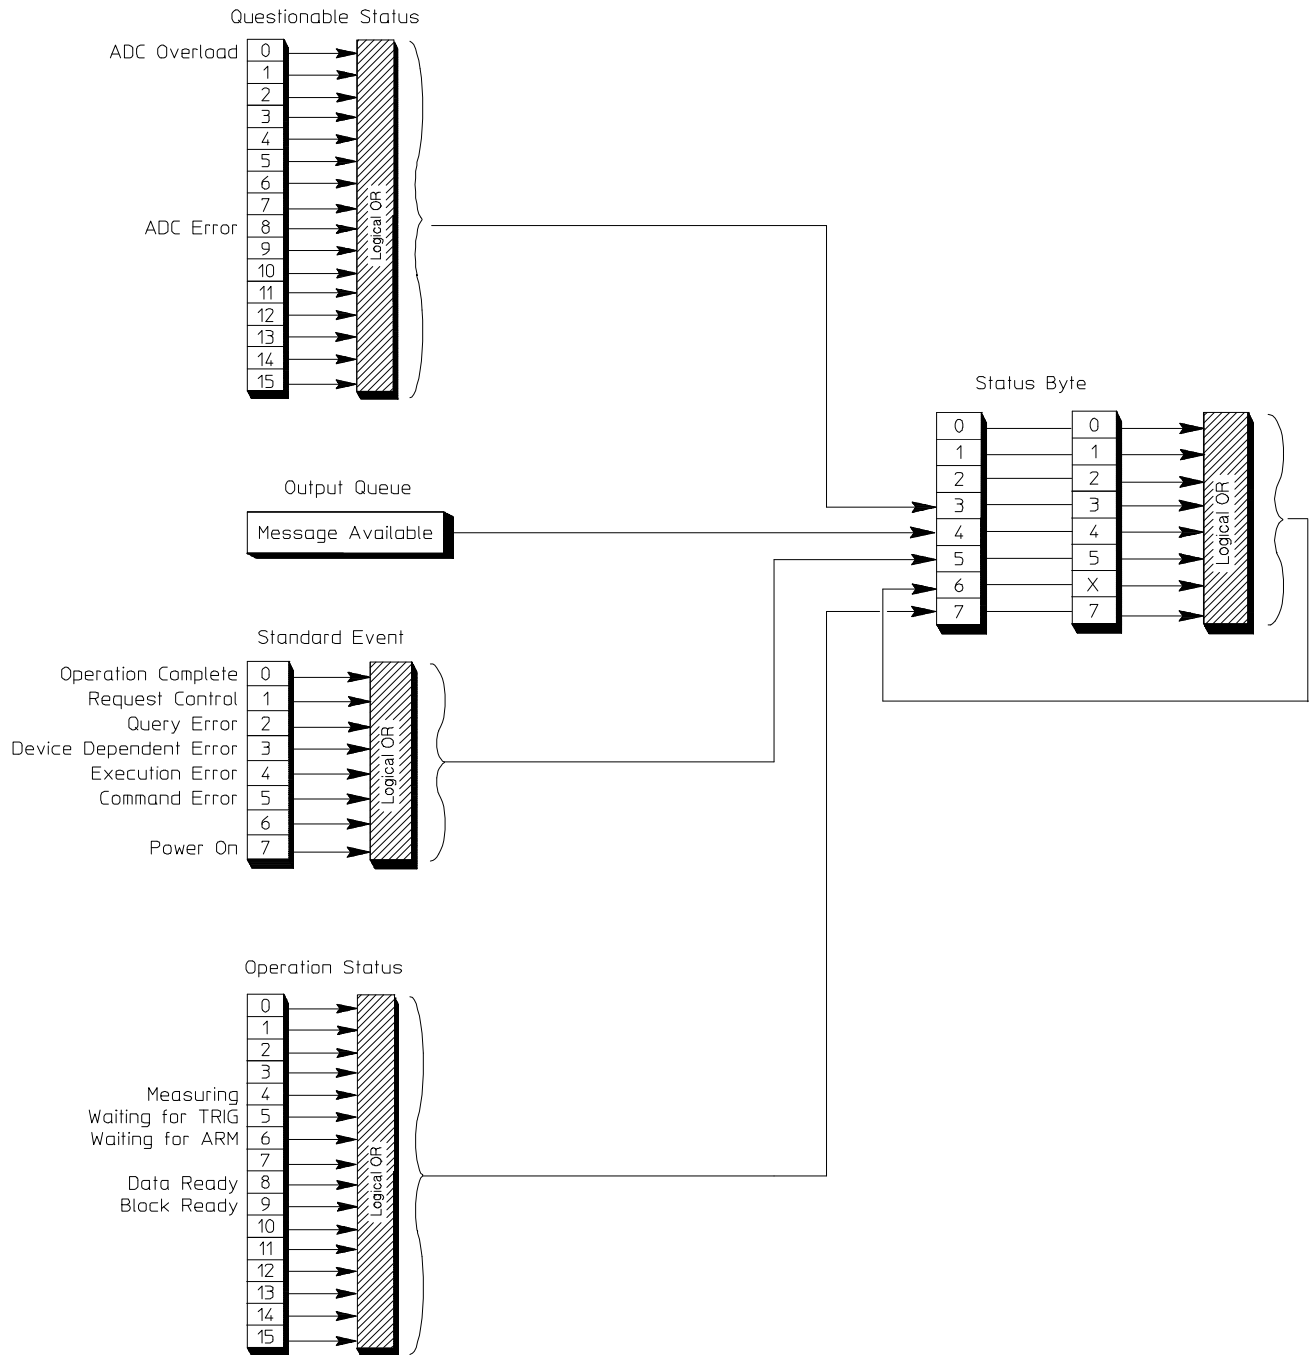 Questionable Status
ADC Overload 0
1
2
3
4
5
6
7
ADC Error 8
9
10
11
12
13
14
15
Logical OR
Output Queue
Message Available
Standard Event
Operation Complete 0
Request Control 1
Query Error 2
Device Dependent Error 3
Execution Error 4
Command Error 5
6
Power On 7
Logical OR
Operation Status
0
1
2
3
Measuring 4
Waiting for TRIG 5
Waiting for ARM 6
7
Data Ready 8
Block Ready 9
10
11
12
13
14
15
Logical OR
Status Byte
0 0
1 1
2 2
3 3
4 4
5 5
6 X
7 7
Logical OR